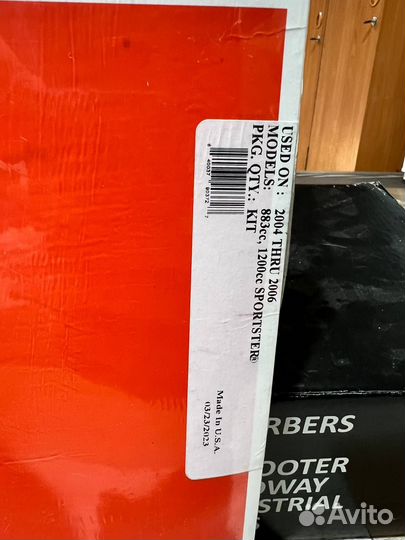 USED ON : 2004 THRU 2006
MODELS: 883cc, 1200cc SPORTSTER®
PKG. QTY.: KIT
Made In U.S.A.
03/23/2023
RBERS
OOTER
OWAY
STRIAL
Avito